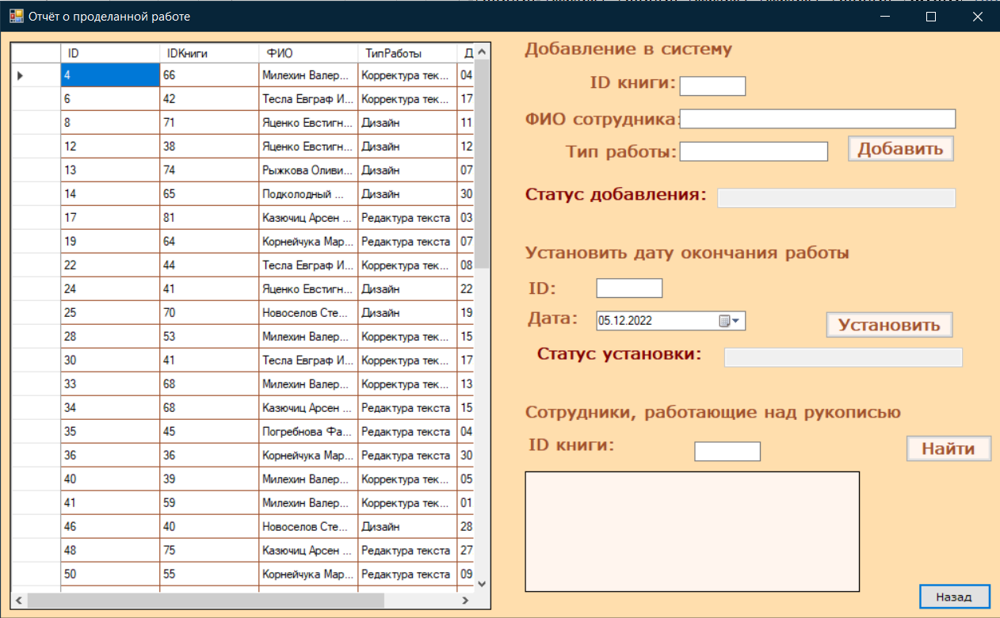 Отчёт о проделанной работе
ID IDКниги ФИО ТипРаботы Д
4 66 Милехин Валер... Корректура тек... 04
6 42 Тесла Евграф И... Корректура тек... 17
8 71 Яценко Евстигн... Дизайн 11
12 38 Яценко Евстигн... Дизайн 12
13 74 Рыжкова Оливи... Дизайн 07
14 65 Подколодный ... Дизайн 30
17 81 Казючиц Арсен ... Редактура текста 03
19 64 Корнейчука Мар... Редактура текста 07
22 44 Тесла Евграф И... Корректура тек... 08
24 41 Яценко Евстигн... Дизайн 22
25 70 Новоселов Сте... Дизайн 19
28 53 Милехин Валер... Корректура тек... 15
30 41 Тесла Евграф И... Корректура тек... 17
33 68 Милехин Валер... Корректура тек... 13
34 68 Казючиц Арсен ... Редактура текста 15
35 45 Погребнова Фа... Редактура текста 04
36 36 Корнейчука Мар... Редактура текста 30
40 39 Милехин Валер... Корректура тек... 05
41 59 Милехин Валер... Корректура тек... 01
46 40 Новоселов Сте... Дизайн 28
48 75 Казючиц Арсен ... Редактура текста 27
50 55 Корнейчука Мар... Редактура текста 09
Добавление в систему
ID книги:
ФИО сотрудника:
Тип работы: Добавить
Статус добавления:
Установить дату окончания работы
ID:
Дата: 05.12.2022 Установить
Статус установки:
Сотрудники, работающие над рукописью
ID книги: Найти
Назад